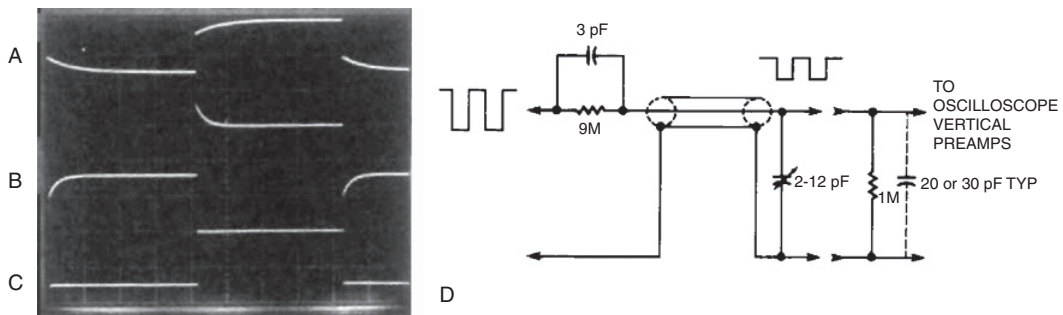 A
B
C
D
3 pF
9M
2-12 pF
1M
20 or 30 pF TYP
TO
OSCILLOSCOPE
VERTICAL
PREAMPS